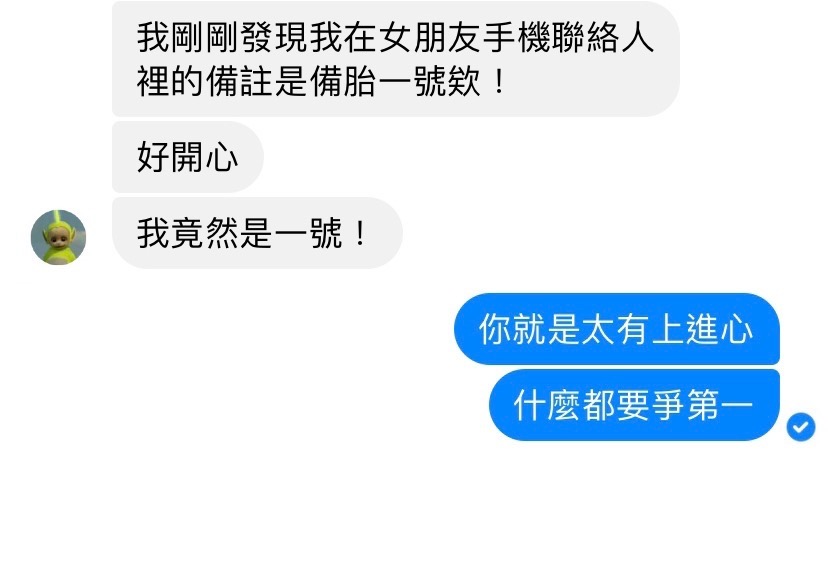 我剛剛發現我在女朋友手機聯絡人
裡的備註是備胎一號欸！
好開心
我竟然是一號！
你就是太有上進心
什麼都要爭第一